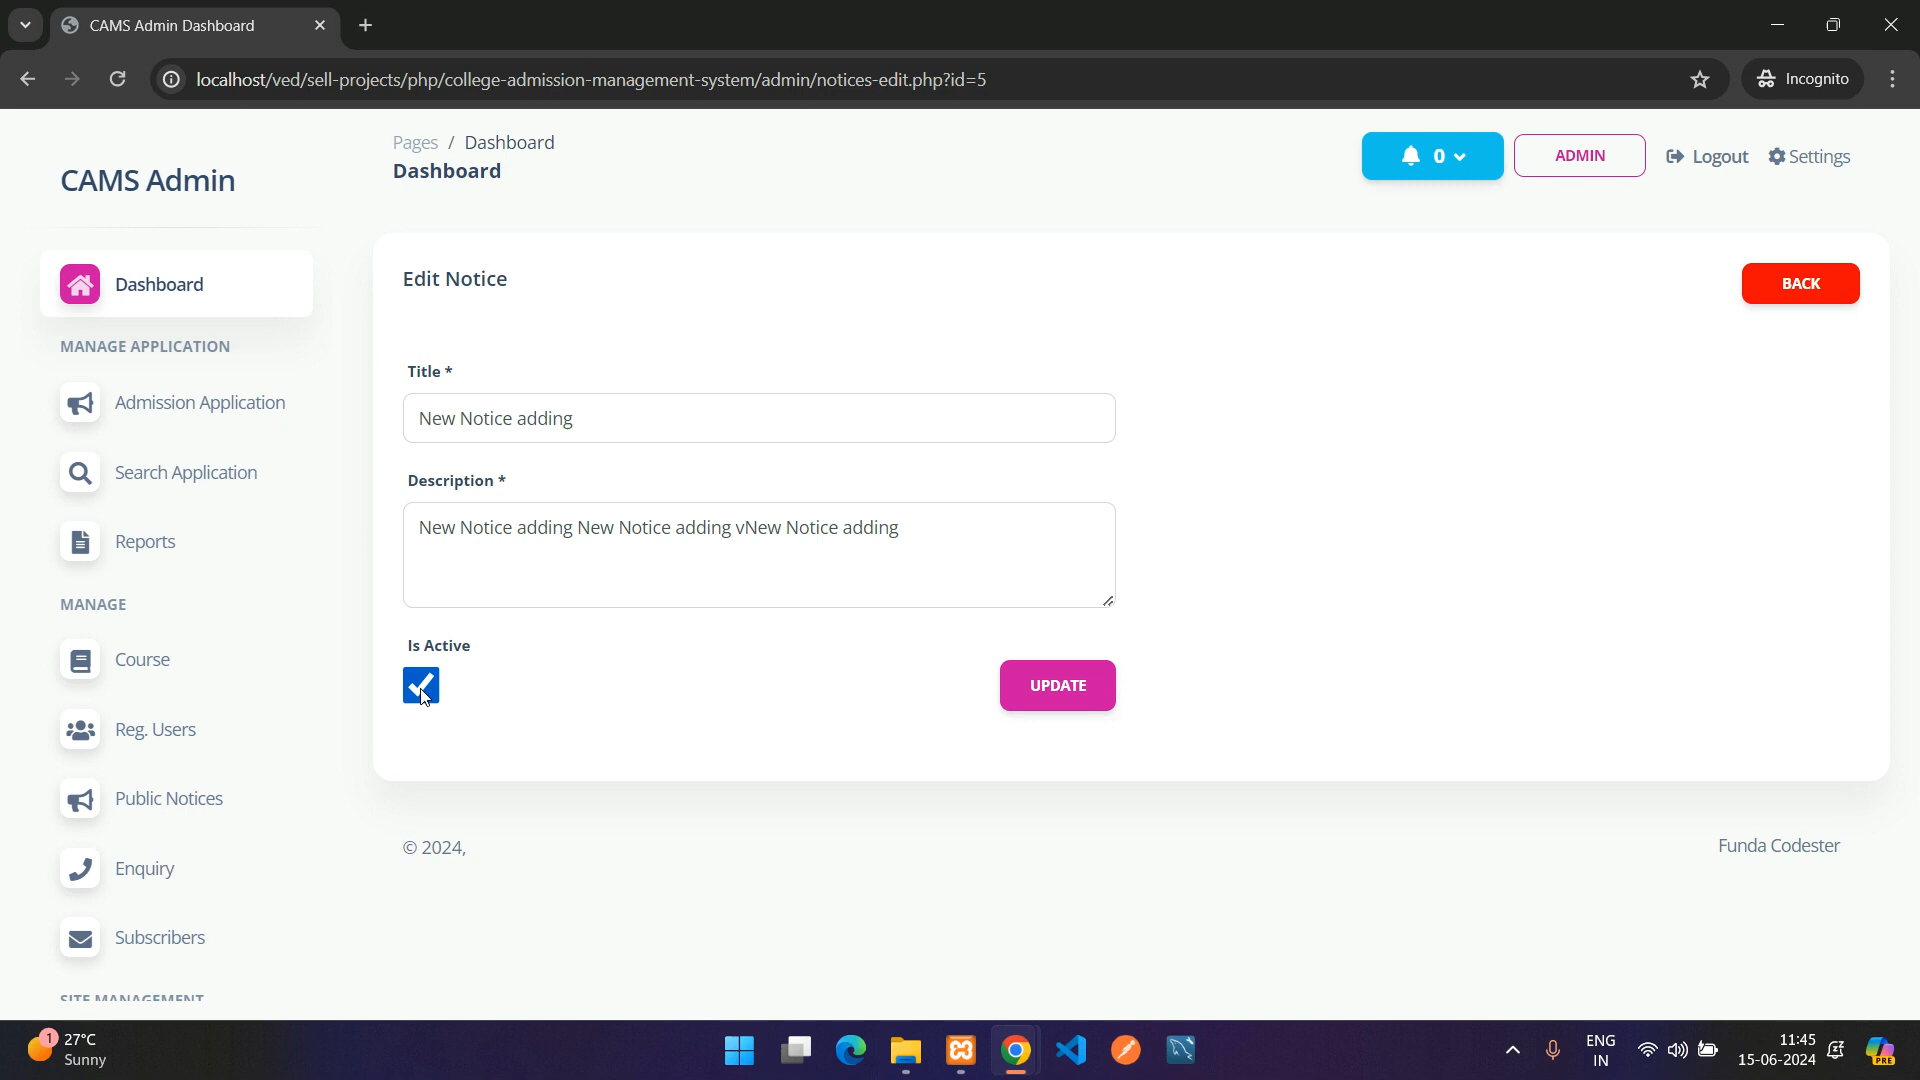 CAMS Admin Dashboard
localhost/ved/sell-projects/php/college-admission-management-system/admin/notices-edit.php?id=5
Incognito
CAMS Admin
Pages / Dashboard
Dashboard
0
ADMIN
Logout
Settings
Dashboard
MANAGE APPLICATION
Admission Application
Search Application
Reports
MANAGE
Course
Reg. Users
Public Notices
Enquiry
Subscribers
SITE MANAGEMENT
Edit Notice
BACK
Title *
New Notice adding
Description *
New Notice adding New Notice adding vNew Notice adding
Is Active
UPDATE
© 2024,
Funda Codester
1
27°C
Sunny
ENG
IN
11:45
15-06-2024
PRE